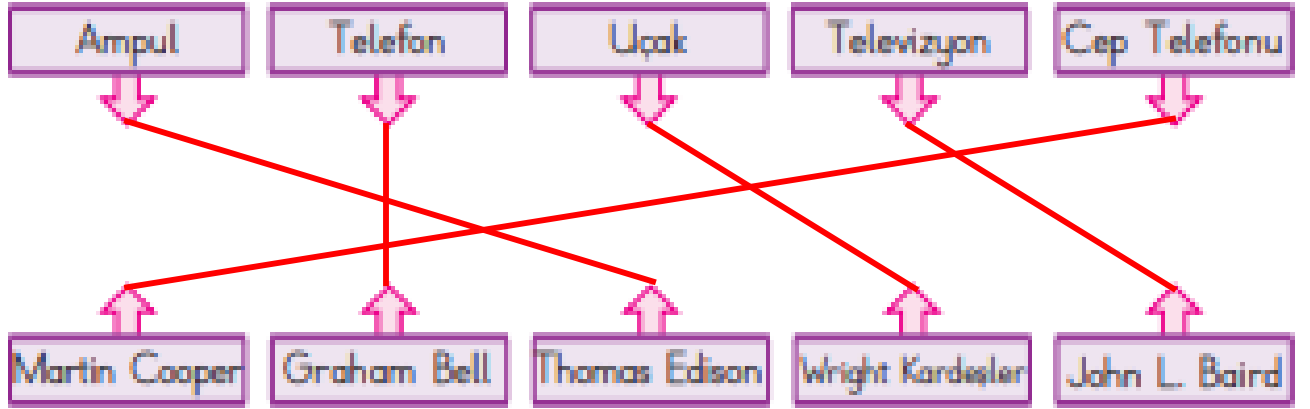 Ampul
Telefon
Uçak
Televizyon
Cep Telefonu
Martin Cooper
Graham Bell
Thomas Edison
Wright Kardeşler
John L. Baird